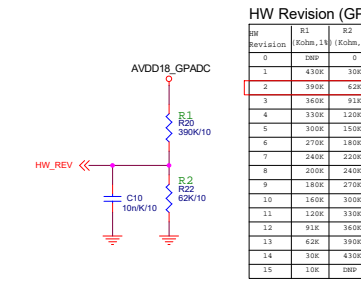 HW Revision (GP
HW Revision R1 (Kohm,1%) R2 (Kohm,
0 DNP 0
1 430K 30K
2 390K 62K
3 360K 91K
4 330K 120K
5 300K 150K
6 270K 180K
7 240K 220K
8 200K 240K
9 180K 270K
10 160K 300K
11 120K 330K
12 91K 360K
13 62K 390K
14 30K 430K
15 10K DNP
AVDD18_GPADC
R1
R20
390K/10
HW_REV
R2
R22
62K/10
C10
10n/K/10